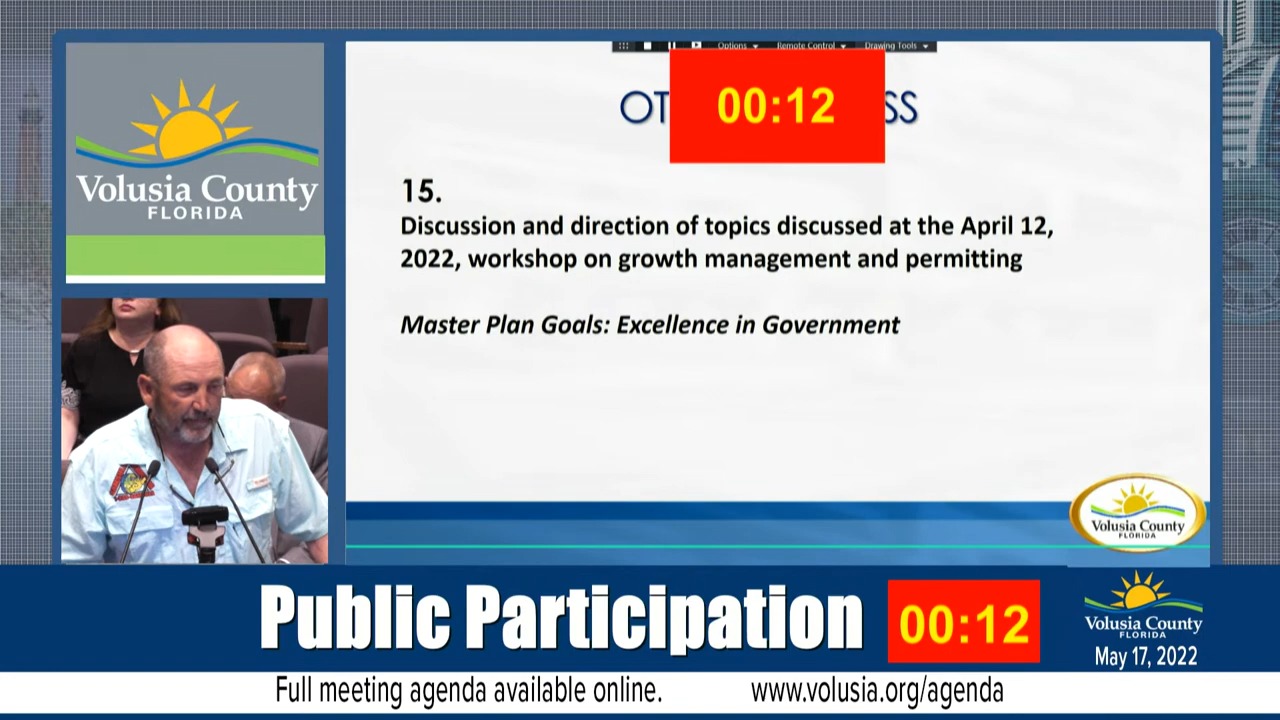 Volusia County
FLORIDA
Options
Remote Control
Drawing Tools
OT
00:12
SS
15.
Discussion and direction of topics discussed at the April 12,
2022, workshop on growth management and permitting
Master Plan Goals: Excellence in Government
Volusia County
FLORIDA
Public Participation
00:12
Volusia County
FLORIDA
May 17, 2022
Full meeting agenda available online.
www.volusia.org/agenda